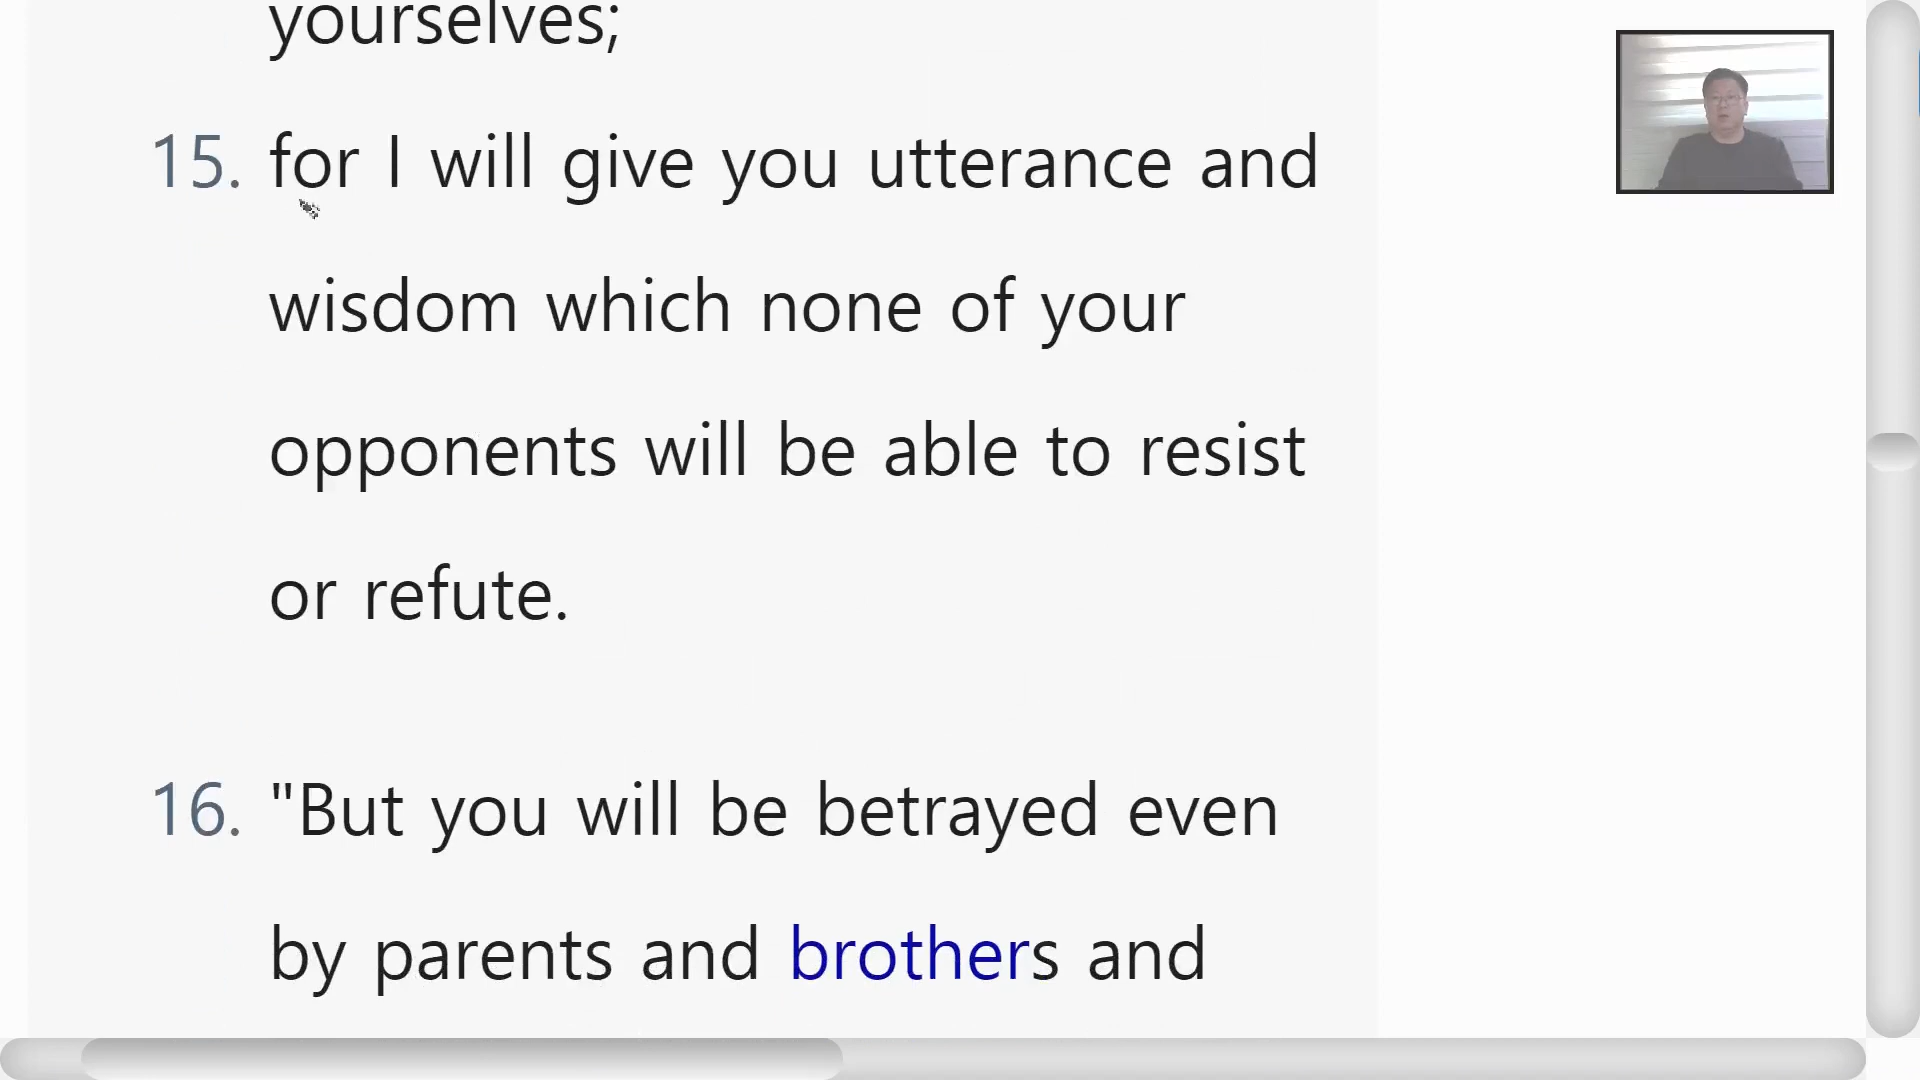 yourselves;
15. for I will give you utterance and
wisdom which none of your
opponents will be able to resist
or refute.
16. "But you will be betrayed even
by parents and brothers and